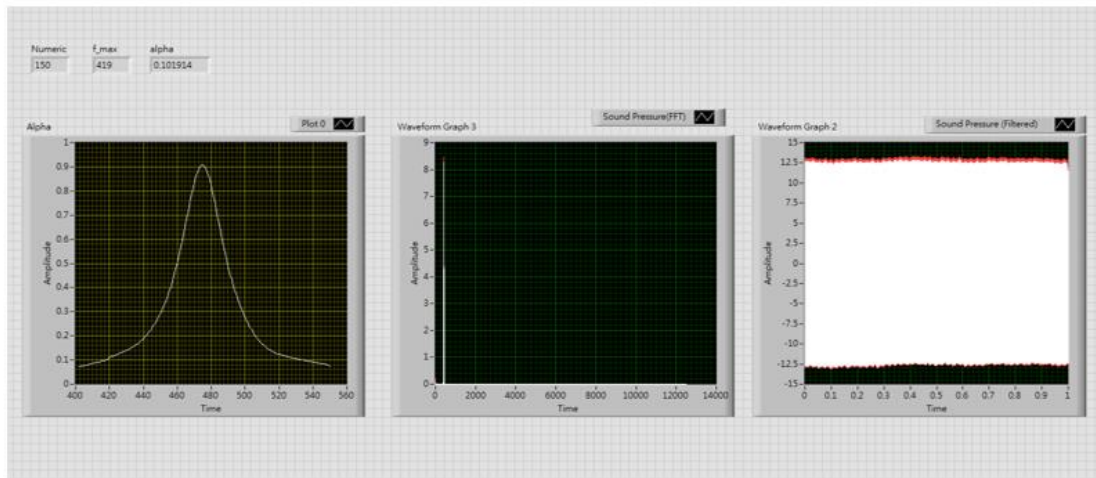 Numeric f_max alpha
150 419 0.101914
Alpha Plot 0
1
0.9
0.8
0.7
0.6
0.5
0.4
0.3
0.2
0.1
0
Amplitude
400 420 440 460 480 500 520 540 560
Time
Waveform Graph 3 Sound Pressure(FFT)
9
8
7
6
5
4
3
2
1
0
Amplitude
0 2000 4000 6000 8000 10000 12000 14000
Time
Waveform Graph 2 Sound Pressure (Filtered)
15
12.5
10
7.5
5
2.5
0
-2.5
-5
-7.5
-10
-12.5
-15
Amplitude
0 0.1 0.2 0.3 0.4 0.5 0.6 0.7 0.8 0.9 1
Time